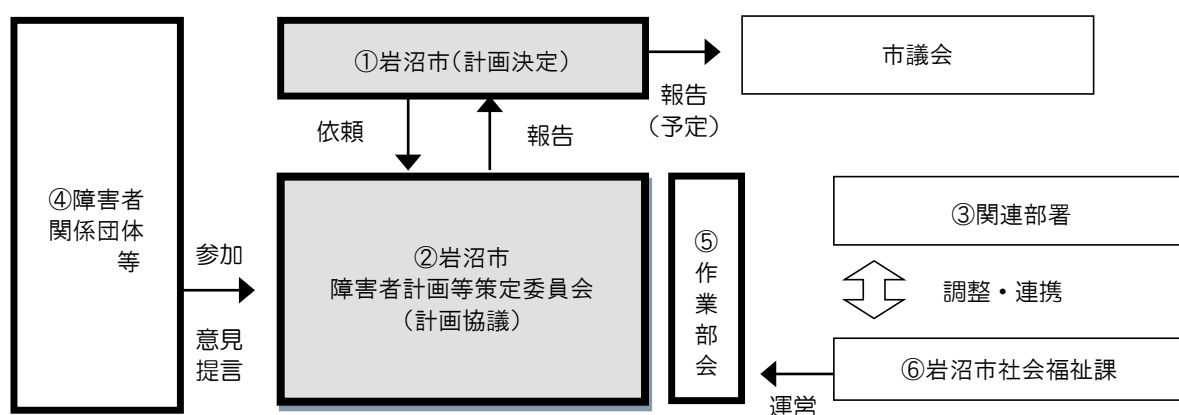 ①岩沼市(計画決定)
市議会
報告
(予定)
依頼
報告
④障害者
関係団体
等
参加
意見
提言
②岩沼市
障害者計画等策定委員会
(計画協議)
⑤
作
業
部
会
③関連部署
調整・連携
⑥岩沼市社会福祉課
運営